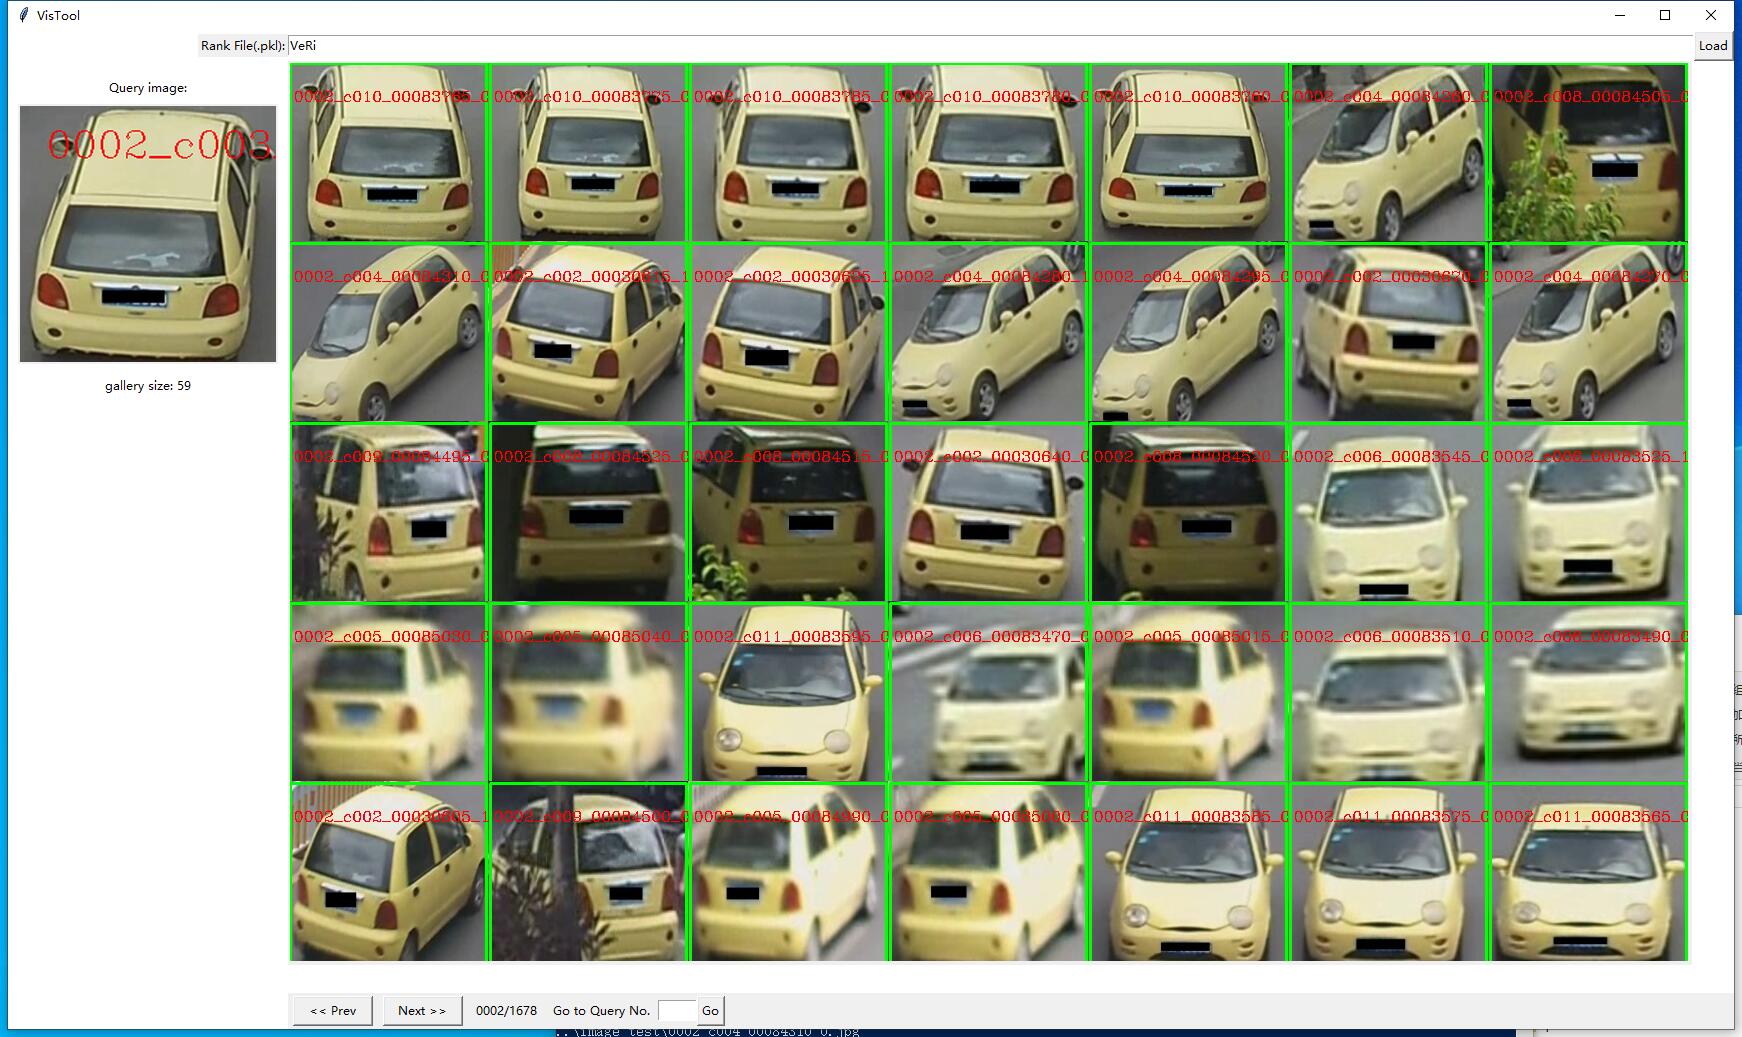 VisTool
Rank File(.pkl): VeRi Load
Query image:
0002_c003
gallery size: 59
0002_c010_00083765_0 0002_c010_00083775_0 0002_c010_00083785_0 0002_c010_00083780_0 0002_c010_00083760_0 0002_c004_00084260_0 0002_c008_00084505_0
0002_c004_00084310_0 0002_c002_00030615_1 0002_c002_00030625_1 0002_c004_00084280_1 0002_c004_00084295_0 0002_c002_00030670_0 0002_c004_00084270_0
0002_c009_00084495_0 0002_c008_00084525_0 0002_c008_00084515_0 0002_c002_00030640_0 0002_c008_00084520_0 0002_c006_00083545_0 0002_c006_00083525_1
0002_c005_00085030_0 0002_c005_00085040_0 0002_c011_00083595_0 0002_c006_00083470_0 0002_c005_00085015_0 0002_c006_00083510_0 0002_c006_00083490_0
0002_c002_00030605_1 0002_c009_00084500_0 0002_c005_00084990_0 0002_c005_00085000_0 0002_c011_00083585_0 0002_c011_00083575_0 0002_c011_00083565_0
<< Prev Next >> 0002/1678 Go to Query No. Go
..\image_test\0002_c004_00084310_0.jpg